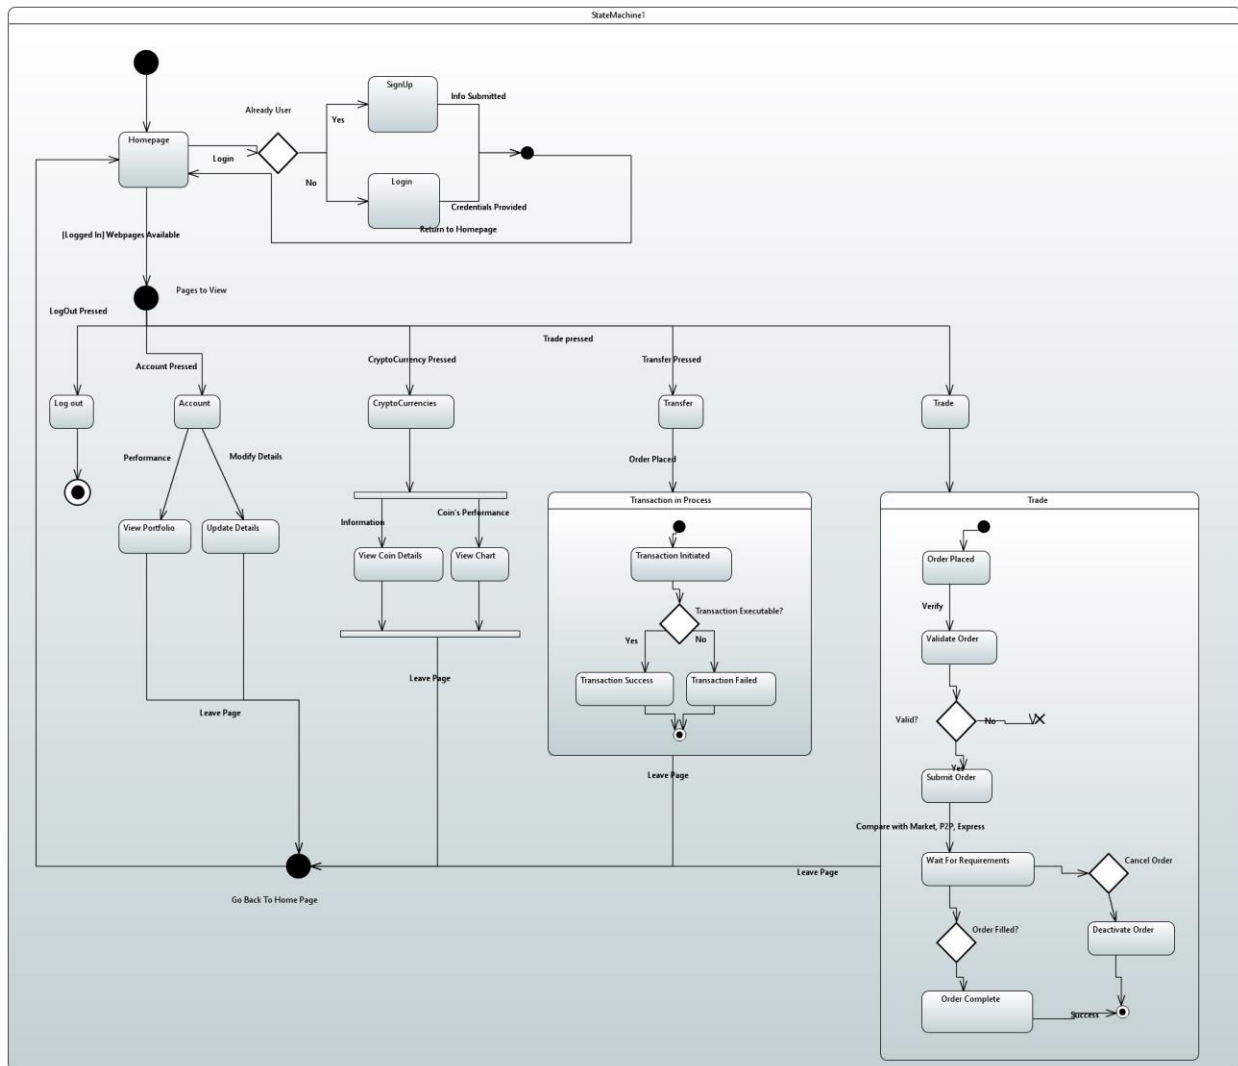 StateMachine1
SignUp
Info Submitted
Already User
Yes
Homepage
Login
No
Login
Credentials Provided
Return to Homepage
[Logged In] Webpages Available
Pages to View
LogOut Pressed
Trade pressed
Account Pressed
CryptoCurrency Pressed
Transfer Pressed
Log out
Account
CryptoCurrencies
Transfer
Trade
Performance
Modify Details
Order Placed
Transaction in Process
Trade
Information
Coin's Performance
View Portfolio
Update Details
View Coin Details
View Chart
Transaction Initiated
Order Placed
Transaction Executable?
Verify
Yes
No
Validate Order
Leave Page
Transaction Success
Transaction Failed
Leave Page
Valid?
No
Yes
Leave Page
Submit Order
Compare with Market, P2P, Express
Wait For Requirements
Cancel Order
Leave Page
Go Back To Home Page
Order Filled?
Deactivate Order
Order Complete
Success